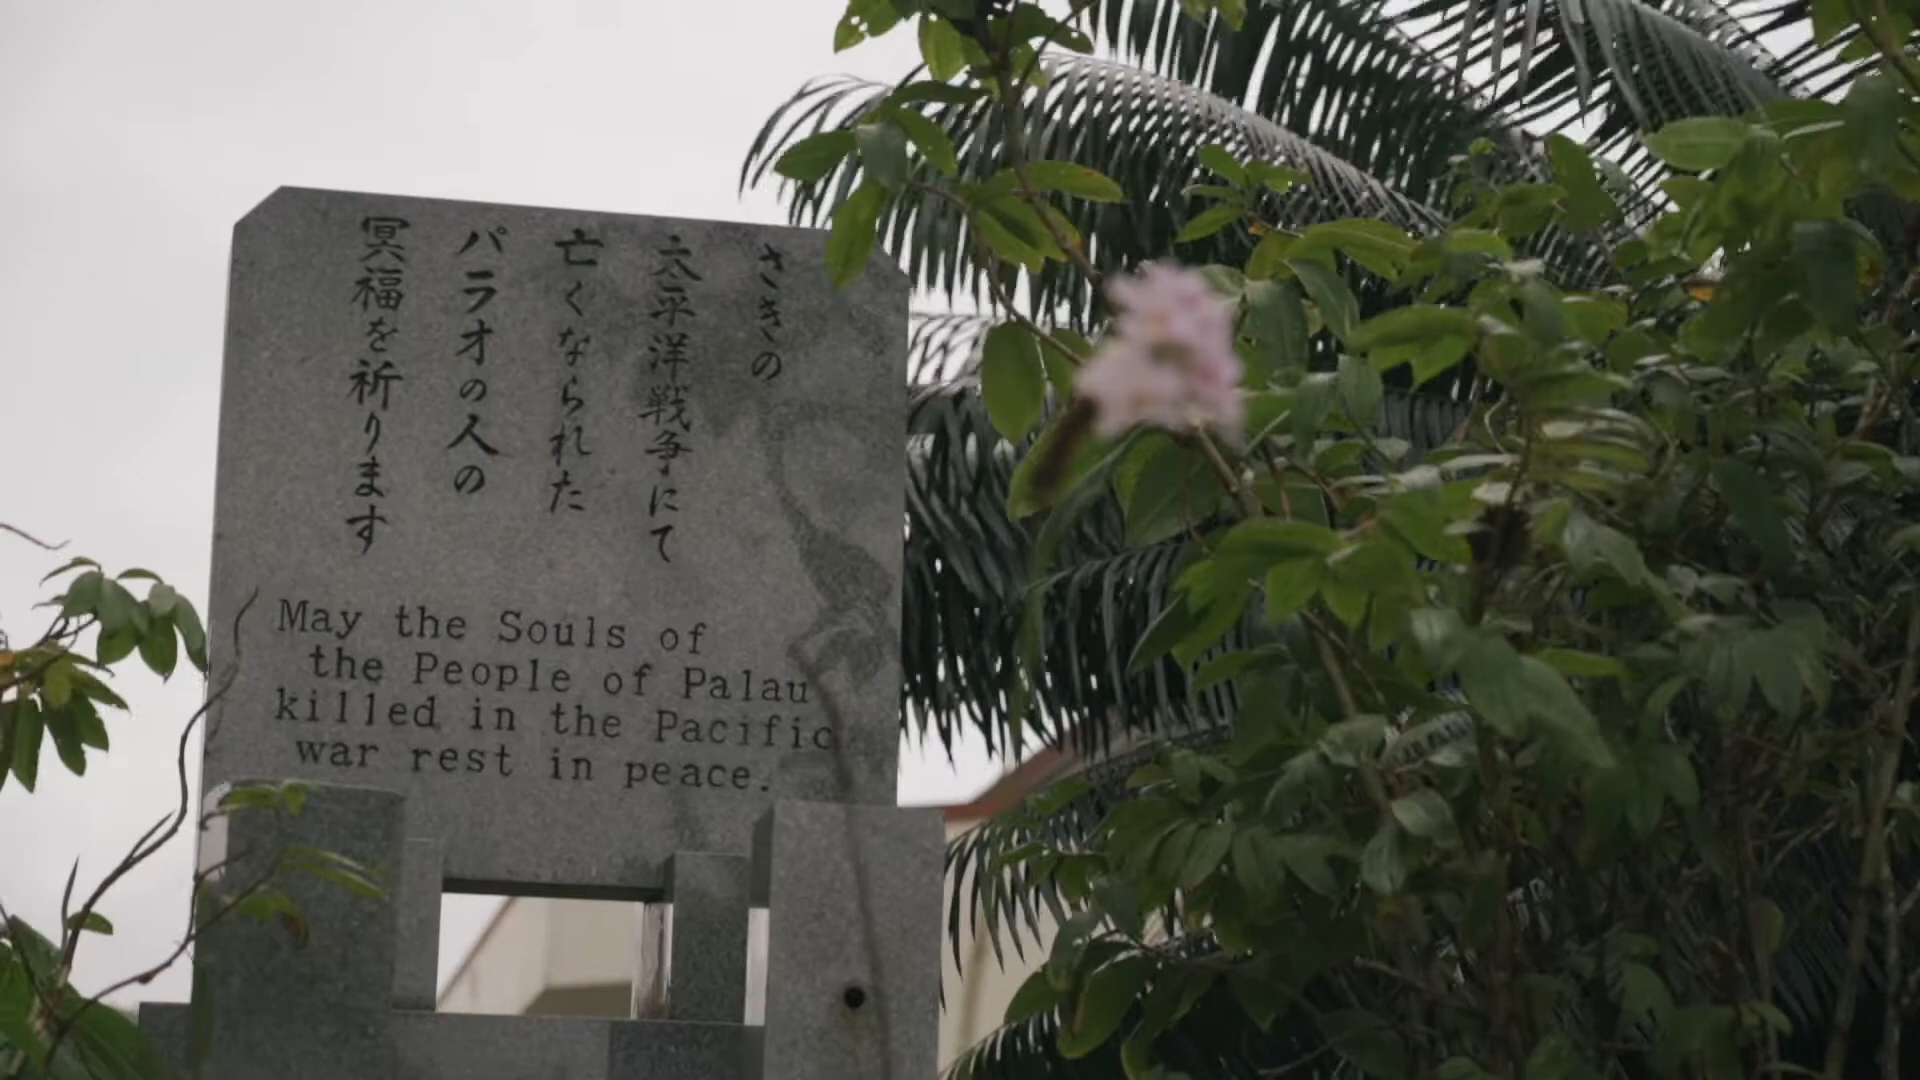 さきの
太平洋戦争にて
亡くなられた
パラオの人の
冥福を祈ります
May the Souls of
the People of Palau
killed in the Pacific
war rest in peace.